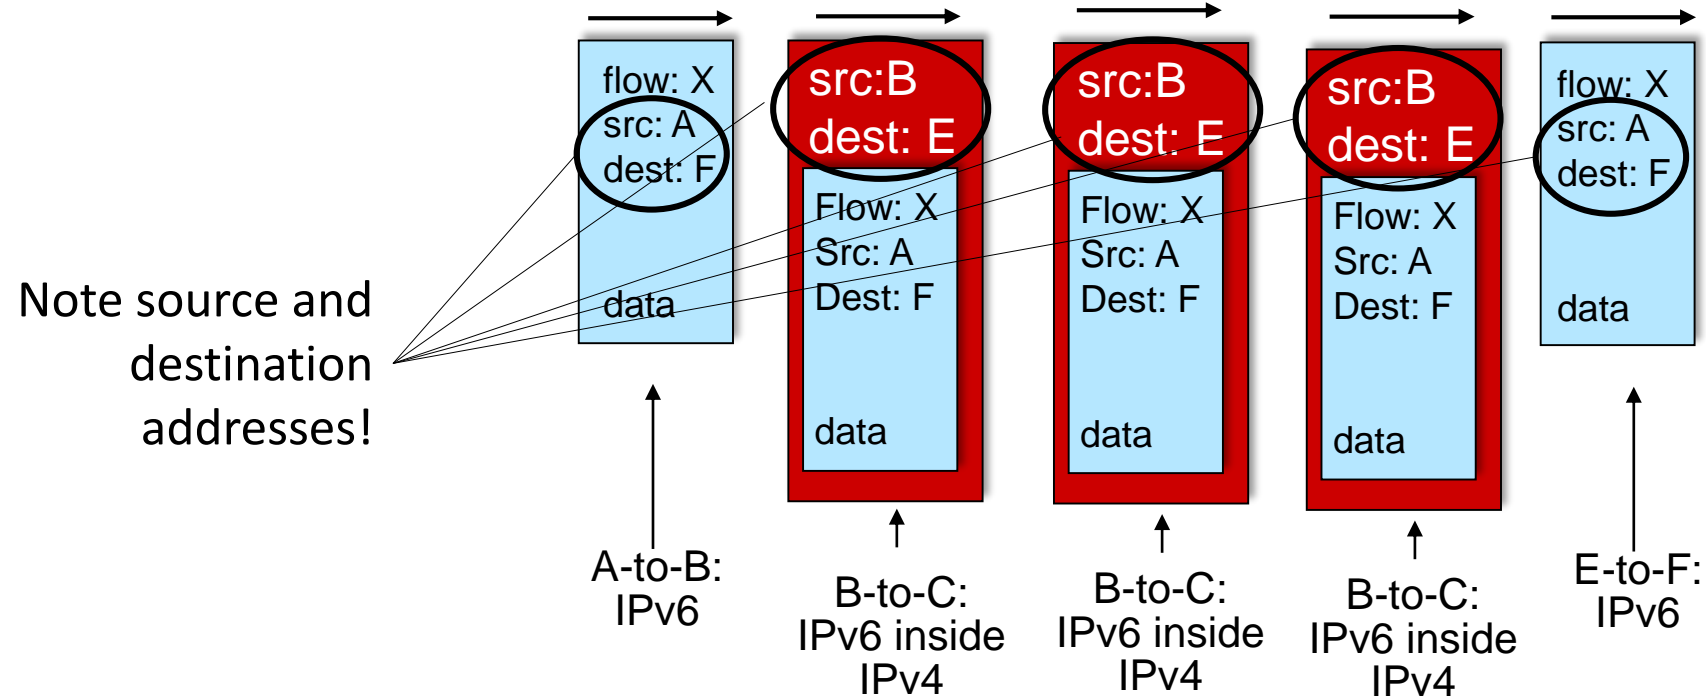 Note source and
destination
addresses!
flow: X
src: A
dest: F
data
A-to-B:
IPv6
src:B
dest: E
Flow: X
Src: A
Dest: F
data
B-to-C:
IPv6 inside
IPv4
src:B
dest: E
Flow: X
Src: A
Dest: F
data
B-to-C:
IPv6 inside
IPv4
src:B
dest: E
Flow: X
Src: A
Dest: F
data
B-to-C:
IPv6 inside
IPv4
flow: X
src: A
dest: F
data
E-to-F:
IPv6